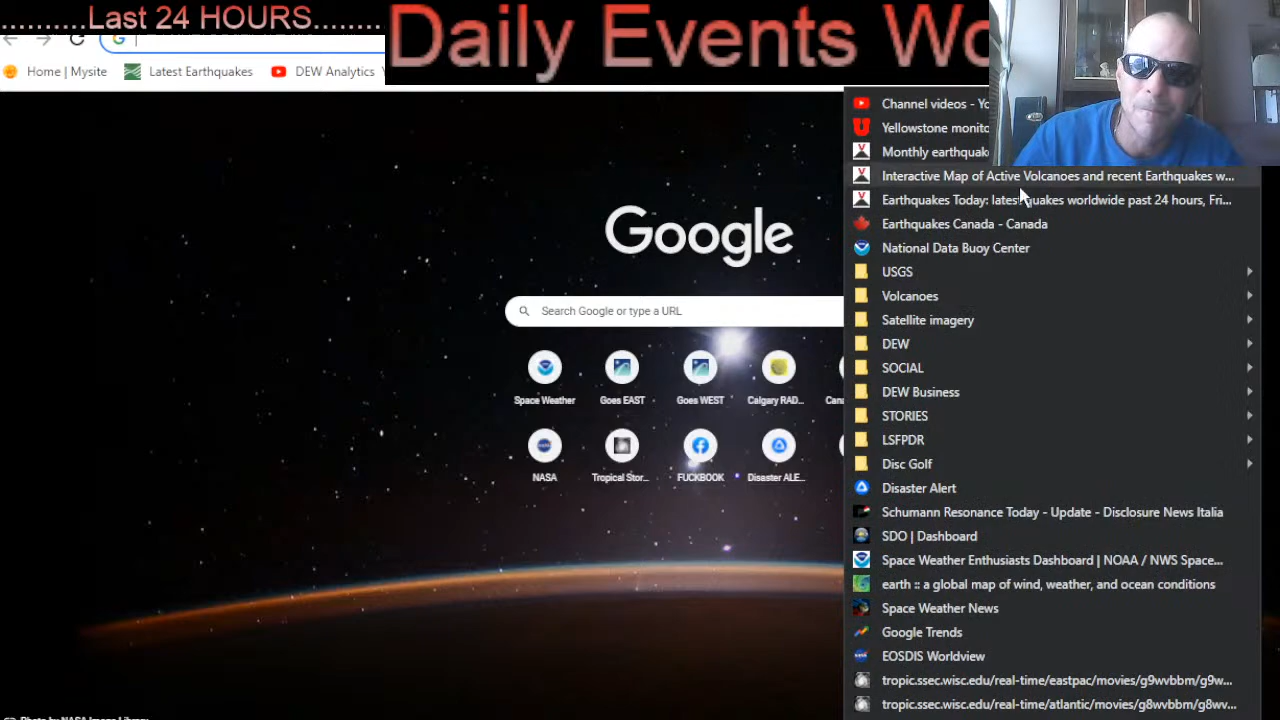 .........Last 24 HOURS........
Daily Events Wo
Home | Mysite
Latest Earthquakes
DEW Analytics
Channel videos - Yo
Yellowstone monito
Monthly earthquak
Interactive Map of Active Volcanoes and recent Earthquakes w...
Earthquakes Today: latest quakes worldwide past 24 hours, Fri...
Earthquakes Canada - Canada
National Data Buoy Center
USGS
Volcanoes
Satellite imagery
DEW
SOCIAL
DEW Business
STORIES
LSFPDR
Disc Golf
Disaster Alert
Schumann Resonance Today - Update - Disclosure News Italia
SDO | Dashboard
Space Weather Enthusiasts Dashboard | NOAA / NWS Space...
earth :: a global map of wind, weather, and ocean conditions
Space Weather News
Google Trends
EOSDIS Worldview
tropic.ssec.wisc.edu/real-time/eastpac/movies/g9wvbbm/g9w...
tropic.ssec.wisc.edu/real-time/atlantic/movies/g8wvbbm/g8wv...
Google
Search Google or type a URL
Space Weather
Goes EAST
Goes WEST
Calgary RAD...
Can
NASA
Tropical Stor...
FUCKBOOK
Disaster ALE...
Photo by NASA Image Library